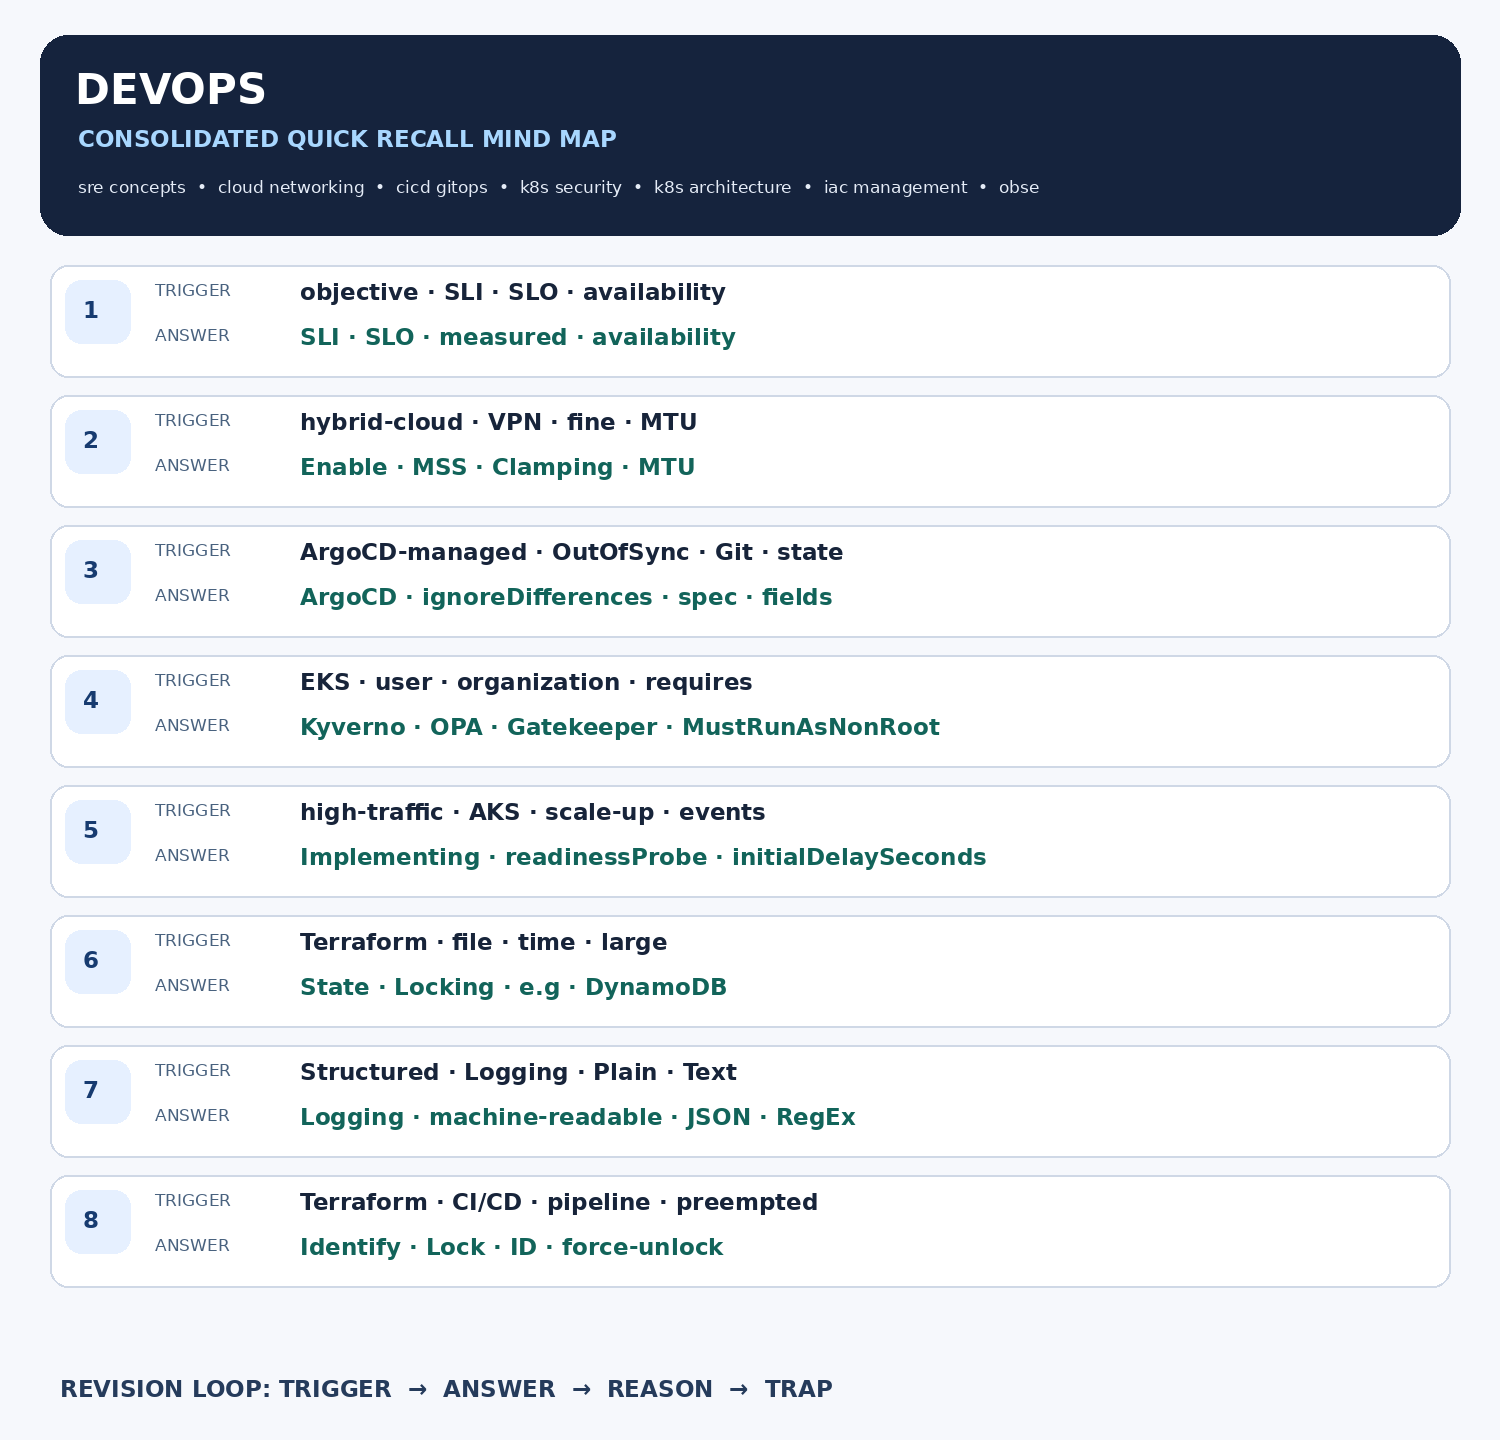 DEVOPS
CONSOLIDATED QUICK RECALL MIND MAP
sre concepts • cloud networking • cicd gitops • k8s security • k8s architecture • iac management • obse
1
TRIGGER objective · SLI · SLO · availability
ANSWER SLI · SLO · measured · availability
2
TRIGGER hybrid-cloud · VPN · fine · MTU
ANSWER Enable · MSS · Clamping · MTU
3
TRIGGER ArgoCD-managed · OutOfSync · Git · state
ANSWER ArgoCD · ignoreDifferences · spec · fields
4
TRIGGER EKS · user · organization · requires
ANSWER Kyverno · OPA · Gatekeeper · MustRunAsNonRoot
5
TRIGGER high-traffic · AKS · scale-up · events
ANSWER Implementing · readinessProbe · initialDelaySeconds
6
TRIGGER Terraform · file · time · large
ANSWER State · Locking · e.g · DynamoDB
7
TRIGGER Structured · Logging · Plain · Text
ANSWER Logging · machine-readable · JSON · RegEx
8
TRIGGER Terraform · CI/CD · pipeline · preempted
ANSWER Identify · Lock · ID · force-unlock
REVISION LOOP: TRIGGER → ANSWER → REASON → TRAP